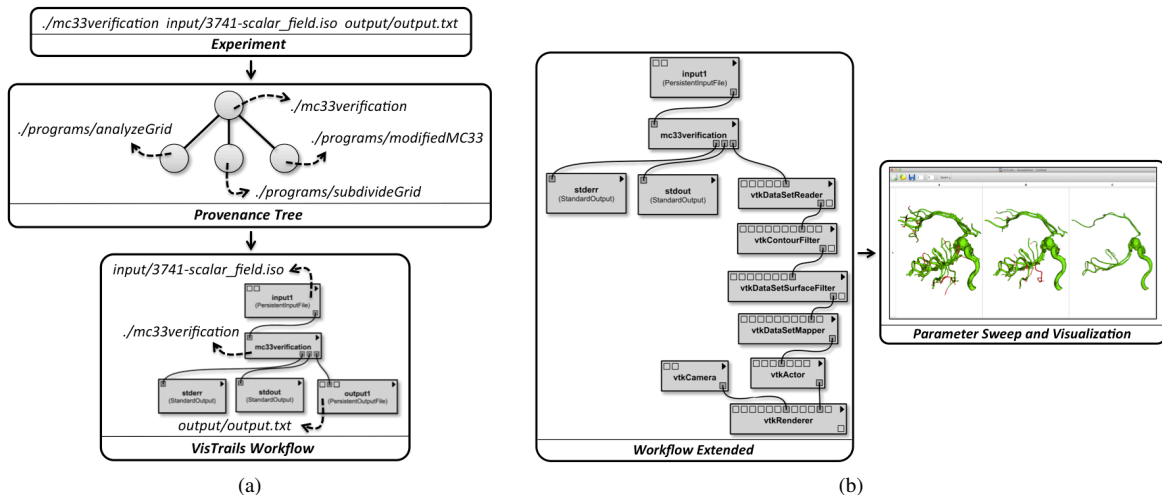 ./mc33verification input/3741-scalar_field.iso output/output.txt
Experiment
./mc33verification
./programs/analyzeGrid
./programs/modifiedMC33
./programs/subdivideGrid
Provenance Tree
input/3741-scalar_field.iso
input1
(PersistentInputFile)
./mc33verification
mc33verification
stderr
(StandardOutput)
stdout
(StandardOutput)
output1
(PersistentOutputFile)
output/output.txt
VisTrails Workflow
(a)
input1
(PersistentInputFile)
mc33verification
stderr
(StandardOutput)
stdout
(StandardOutput)
vtkDataSetReader
vtkContourFilter
vtkDataSetSurfaceFilter
vtkDataSetMapper
vtkCamera
vtkActor
vtkRenderer
Workflow Extended
Parameter Sweep and Visualization
(b)